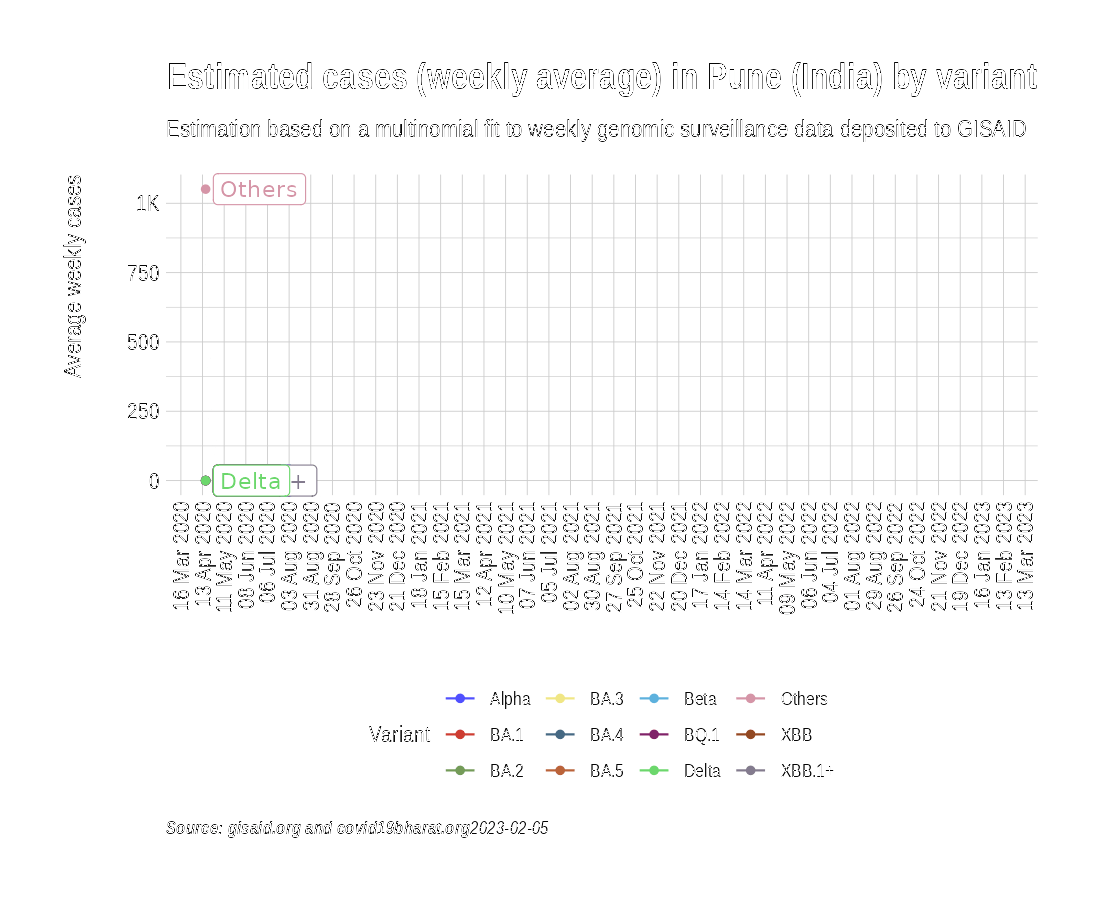 Estimated cases (weekly average) in Pune (India) by variant
Estimation based on a multinomial fit to weekly genomic surveillance data deposited to GISAID
Average weekly cases
1K
750
500
250
0
Others
Delta
+
16 Mar 2020
13 Apr 2020
11 May 2020
08 Jun 2020
06 Jul 2020
03 Aug 2020
31 Aug 2020
28 Sep 2020
26 Oct 2020
23 Nov 2020
21 Dec 2020
18 Jan 2021
15 Feb 2021
15 Mar 2021
12 Apr 2021
10 May 2021
07 Jun 2021
05 Jul 2021
02 Aug 2021
30 Aug 2021
27 Sep 2021
25 Oct 2021
22 Nov 2021
20 Dec 2021
17 Jan 2022
14 Feb 2022
14 Mar 2022
11 Apr 2022
09 May 2022
06 Jun 2022
04 Jul 2022
01 Aug 2022
29 Aug 2022
26 Sep 2022
24 Oct 2022
21 Nov 2022
19 Dec 2022
16 Jan 2023
13 Feb 2023
13 Mar 2023
Variant
Alpha
BA.1
BA.2
BA.3
BA.4
BA.5
Beta
BQ.1
Delta
Others
XBB
XBB.1+
Source: gisaid.org and covid19bharat.org2023-02-05